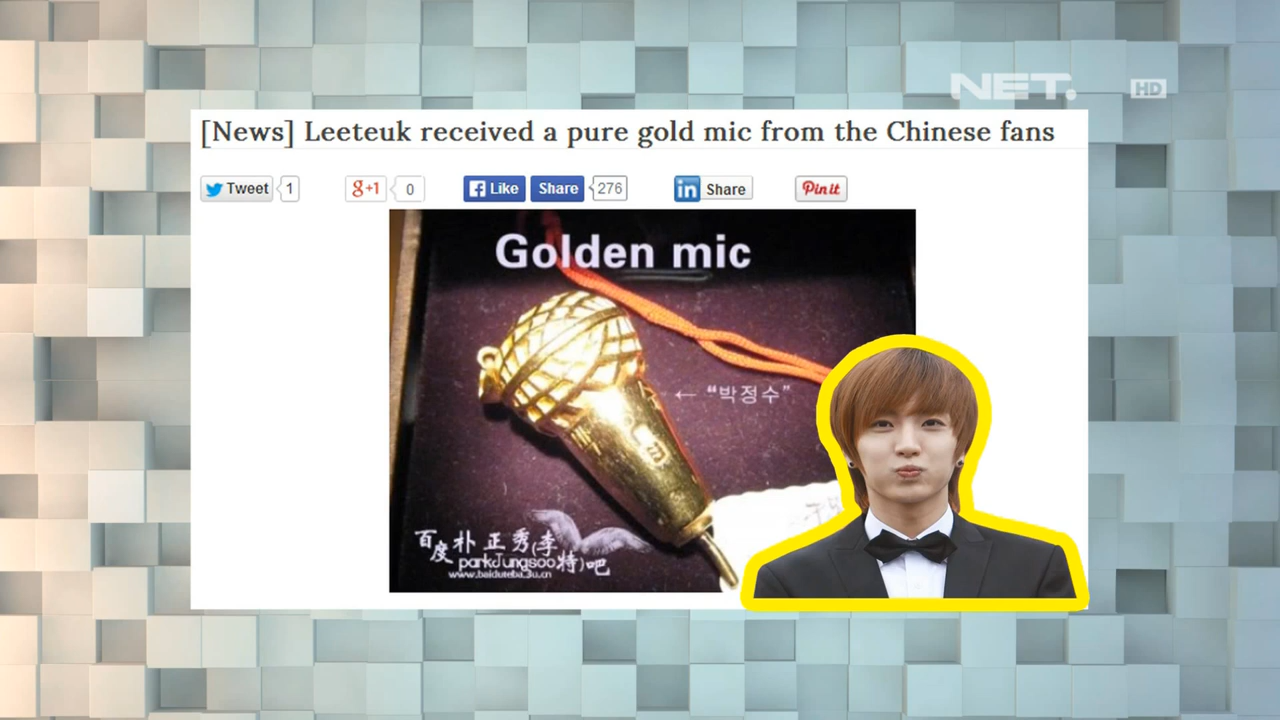 NET.
HD
[News] Leeteuk received a pure gold mic from the Chinese fans
Tweet 1 g+1 0 Like Share 276 in Share Pin it
Golden mic
← “박정수”
百度朴正秀(李特)吧
parkJungsoo
www.baiduteba.3u.cn